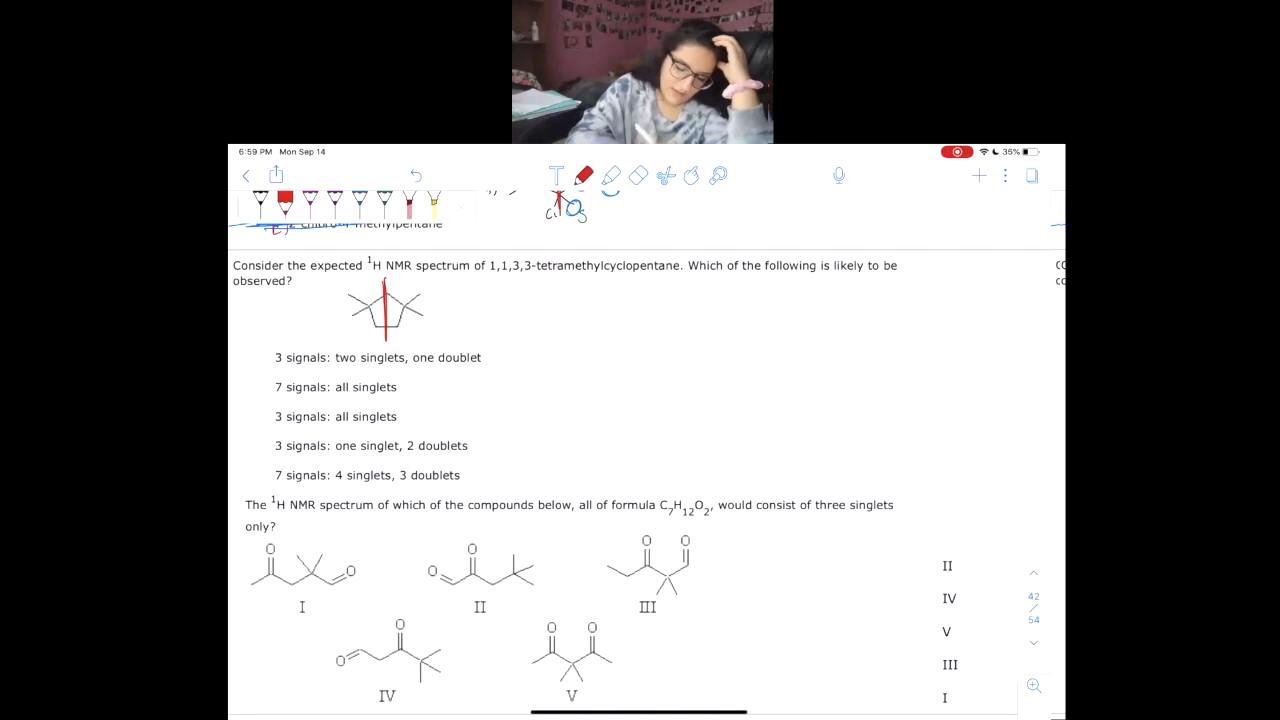 6:59 PM Mon Sep 14
35%
T
Consider the expected ¹H NMR spectrum of 1,1,3,3-tetramethylcyclopentane. Which of the following is likely to be
observed?
3 signals: two singlets, one doublet
7 signals: all singlets
3 signals: all singlets
3 signals: one singlet, 2 doublets
7 signals: 4 singlets, 3 doublets
The ¹H NMR spectrum of which of the compounds below, all of formula C₇H₁₂O₂, would consist of three singlets
only?
O O
I
O O
II
O O
III
O O
IV
O O
V
II
IV
V
III
I
42
/
54